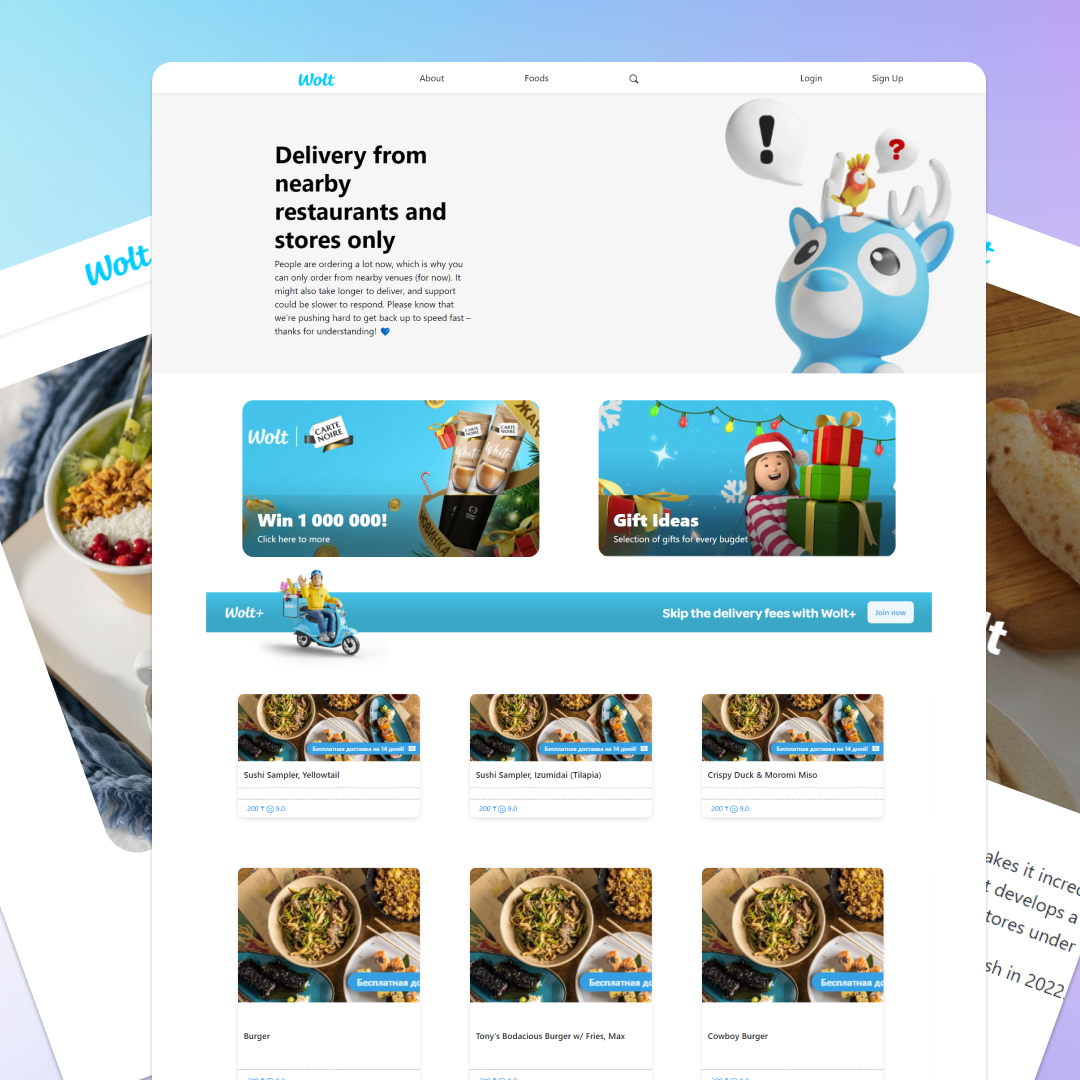 Wolt
About
Foods
Login
Sign Up
!
?
Delivery from
nearby
restaurants and
stores only
People are ordering a lot now, which is why you
can only order from nearby venues (for now). It
might also take longer to deliver, and support
could be slower to respond. Please know that
we're pushing hard to get back up to speed fast –
thanks for understanding! 💙
Wolt
Wolt
CARTE
NOIRE
CARTE
NOIRE
CARTE
NOIRE
White
White
НОВИНКА
Win 1 000 000!
Click here to more
Gift Ideas
Selection of gifts for every bugdet
Wolt+
Skip the delivery fees with Wolt+
Join now
Бесплатная доставка на 14 дней!
Бесплатная доставка на 14 дней!
Бесплатная доставка на 14 дней!
Sushi Sampler, Yellowtail
Sushi Sampler, Izumidai (Tilapia)
Crispy Duck & Moromi Miso
200 ₸ 9.0
200 ₸ 9.0
200 ₸ 9.0
akes it incre
t develops a
tores under
sh in 2022.
Бесплатная до
Бесплатная до
Бесплатная до
Burger
Tony's Bodacious Burger w/ Fries, Max
Cowboy Burger